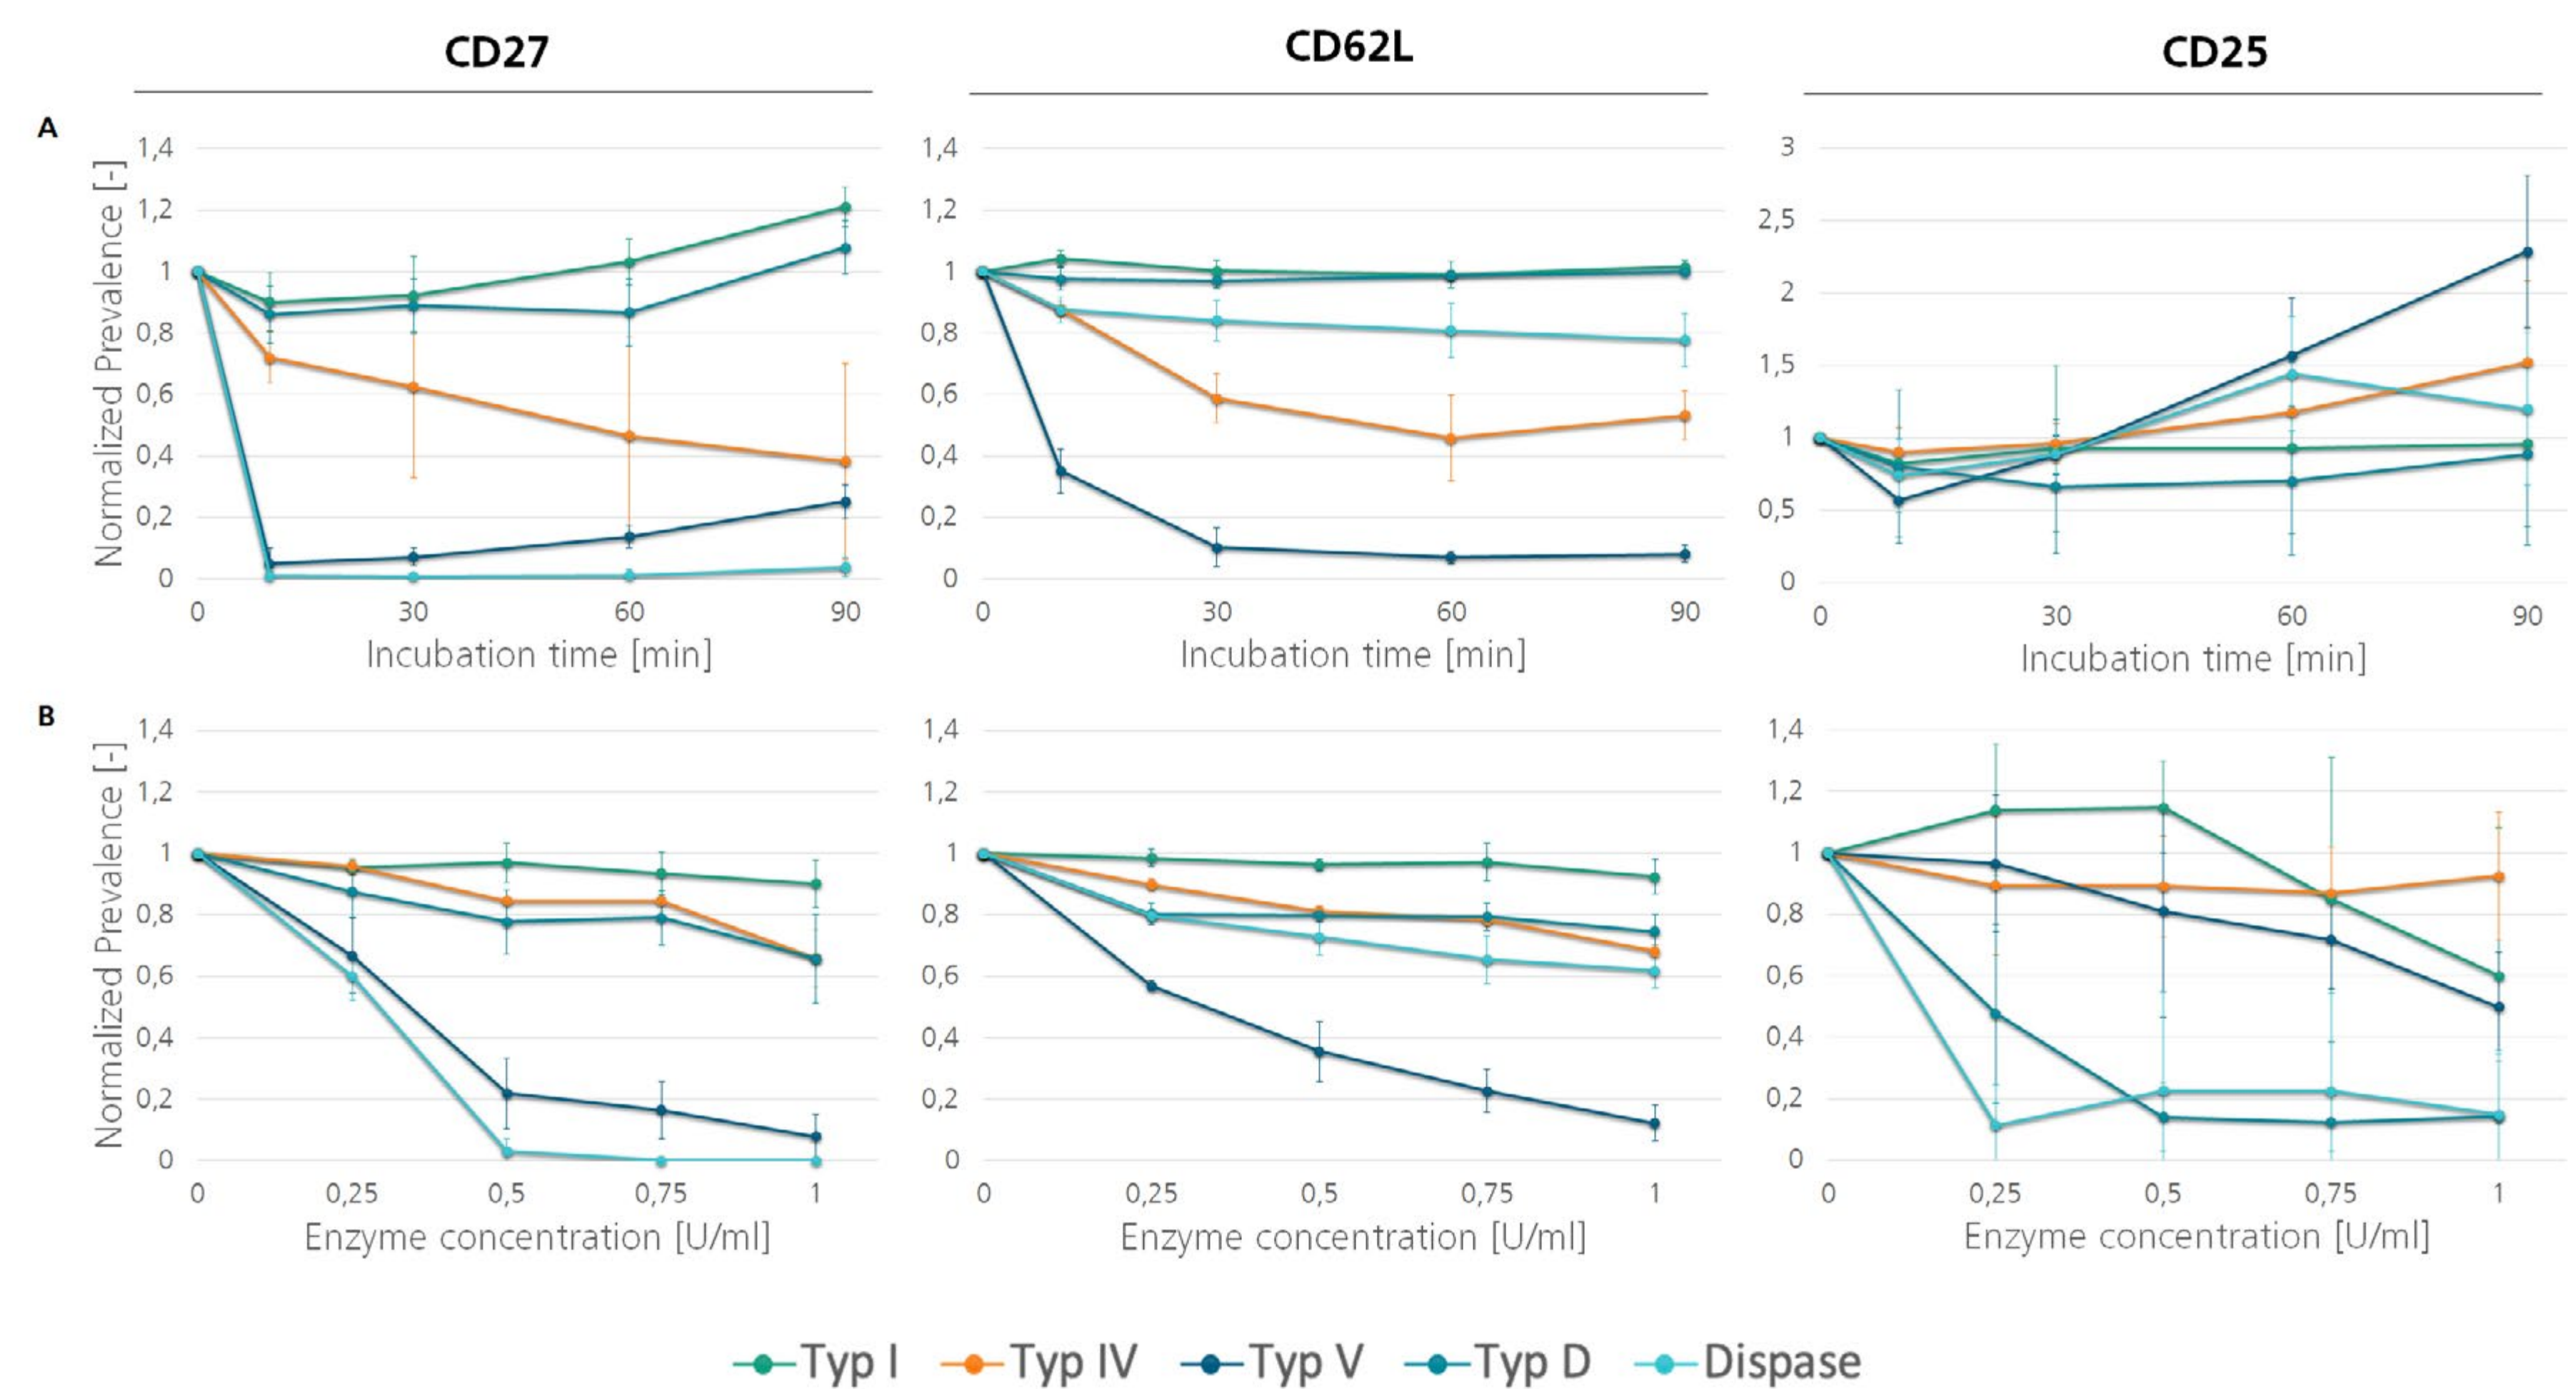 CD27 CD62L CD25
A
Normalized Prevalence [-]
1,4 1,4 3
1,2 1,2 2,5
1 1 2
0,8 0,8 1,5
0,6 0,6 1
0,4 0,4 0,5
0,2 0,2 0
0 0
0 30 60 90 0 30 60 90 0 30 60 90
Incubation time [min] Incubation time [min] Incubation time [min]
B
Normalized Prevalence [-]
1,4 1,4 1,4
1,2 1,2 1,2
1 1 1
0,8 0,8 0,8
0,6 0,6 0,6
0,4 0,4 0,4
0,2 0,2 0,2
0 0 0
0 0,25 0,5 0,75 1 0 0,25 0,5 0,75 1 0 0,25 0,5 0,75 1
Enzyme concentration [U/ml] Enzyme concentration [U/ml] Enzyme concentration [U/ml]
Typ I Typ IV Typ V Typ D Dispase